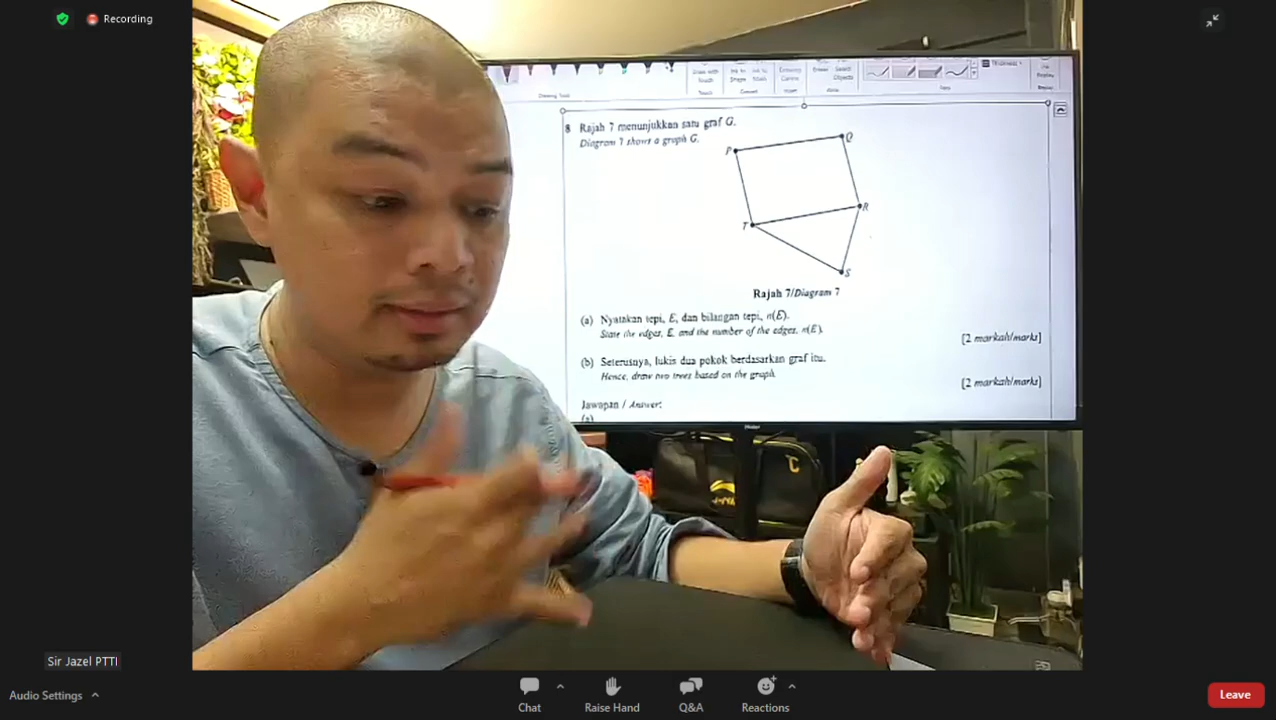 Recording
8 Rajah 7 menunjukkan satu graf G.
Diagram 7 shows a graph G.
P
Q
R
T
S
Rajah 7/Diagram 7
(a) Nyatakan tepi, E, dan bilangan tepi, n(E).
State the edges, E, and the number of the edges, n(E).
[2 markah/marks]
(b) Seterusnya, lukis dua pokok berdasarkan graf itu.
Hence, draw two trees based on the graph.
[2 markah/marks]
Jawapan / Answer:
(a)
Sir Jazel PTTI
Audio Settings
Chat
Raise Hand
Q&A
Reactions
Leave